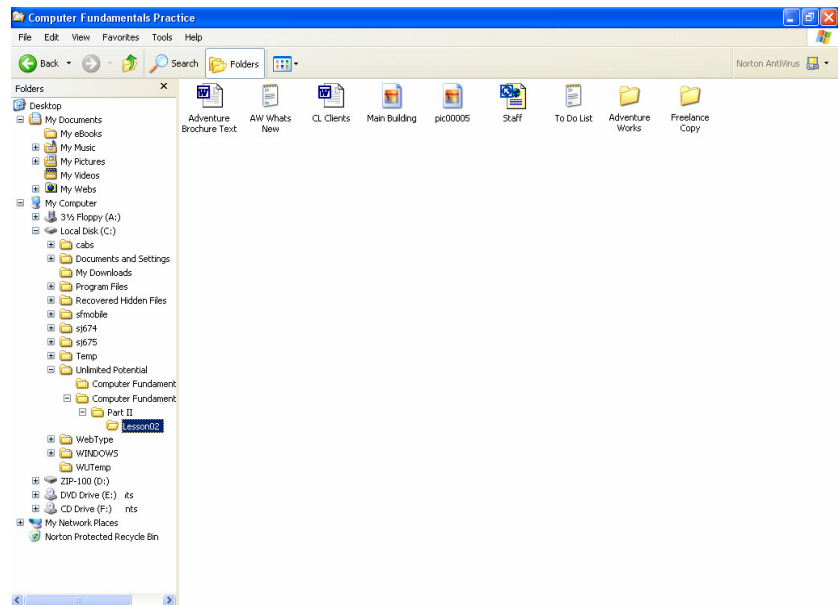 Computer Fundamentals Practice
File Edit View Favorites Tools Help
Back Search Folders Norton AntiVirus
Folders
Desktop
My Documents
My eBooks
My Music
My Pictures
My Videos
My Webs
My Computer
3½ Floppy (A:)
Local Disk (C:)
cabs
Documents and Settings
My Downloads
Program Files
Recovered Hidden Files
sfmobile
sj674
sj675
Temp
Unlimited Potential
Computer Fundament
Computer Fundament
Part II
Lesson02
WebType
WINDOWS
WUTemp
ZIP-100 (D:)
DVD Drive (E:) its
CD Drive (F:) nts
My Network Places
Norton Protected Recycle Bin
Adventure
Brochure Text
AW Whats
New
CL Clients
Main Building
pic00005
Staff
To Do List
Adventure
Works
Freelance
Copy